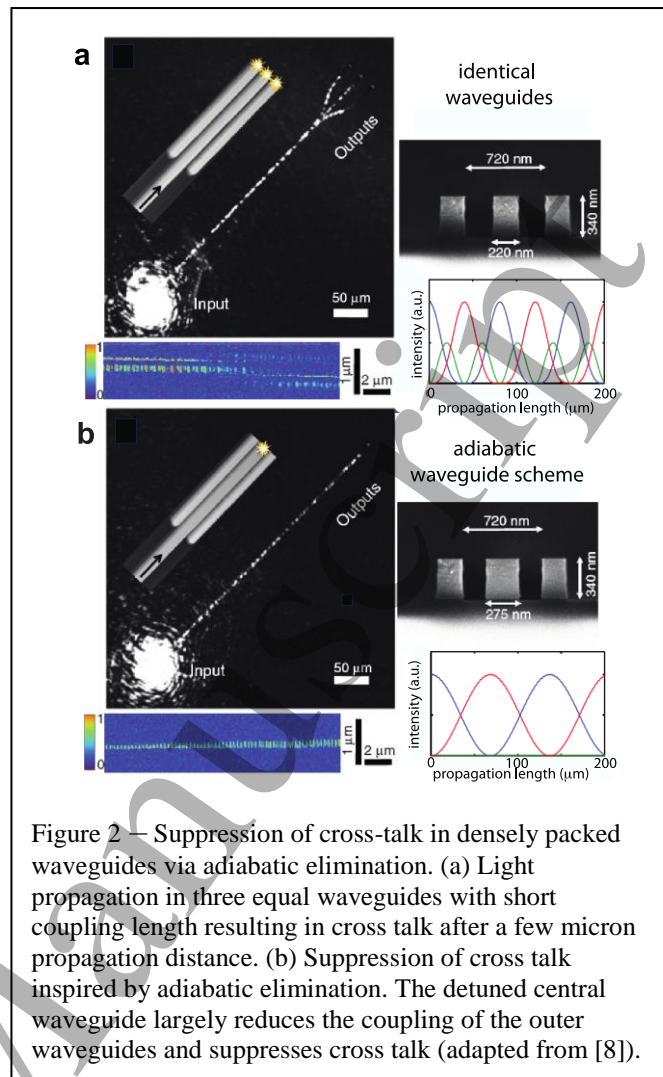 a
Outputs
Input
50 μm
identical
waveguides
720 nm
340 nm
220 nm
1
0
1 μm
2 μm
intensity (a.u.)
0
100
200
propagation length (μm)
b
Outputs
Input
50 μm
adiabatic
waveguide scheme
720 nm
340 nm
275 nm
1
0
1 μm
2 μm
intensity (a.u.)
0
100
200
propagation length (μm)
Figure 2 – Suppression of cross-talk in densely packed
waveguides via adiabatic elimination. (a) Light
propagation in three equal waveguides with short
coupling length resulting in cross talk after a few micron
propagation distance. (b) Suppression of cross talk
inspired by adiabatic elimination. The detuned central
waveguide largely reduces the coupling of the outer
waveguides and suppresses cross talk (adapted from [8]).
Manuscript